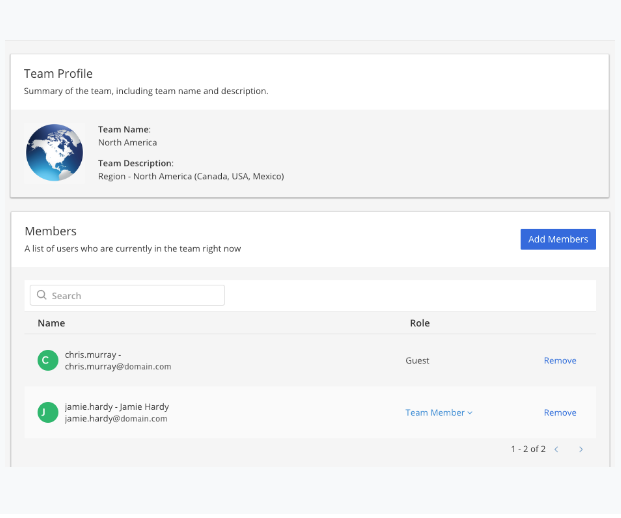 Team Profile
Summary of the team, including team name and description.
Team Name:
North America
Team Description:
Region - North America (Canada, USA, Mexico)
Members
A list of users who are currently in the team right now
Add Members
Search
Name Role
C chris.murray -
chris.murray@domain.com
Guest Remove
J jamie.hardy - Jamie Hardy
jamie.hardy@domain.com
Team Member Remove
1 - 2 of 2